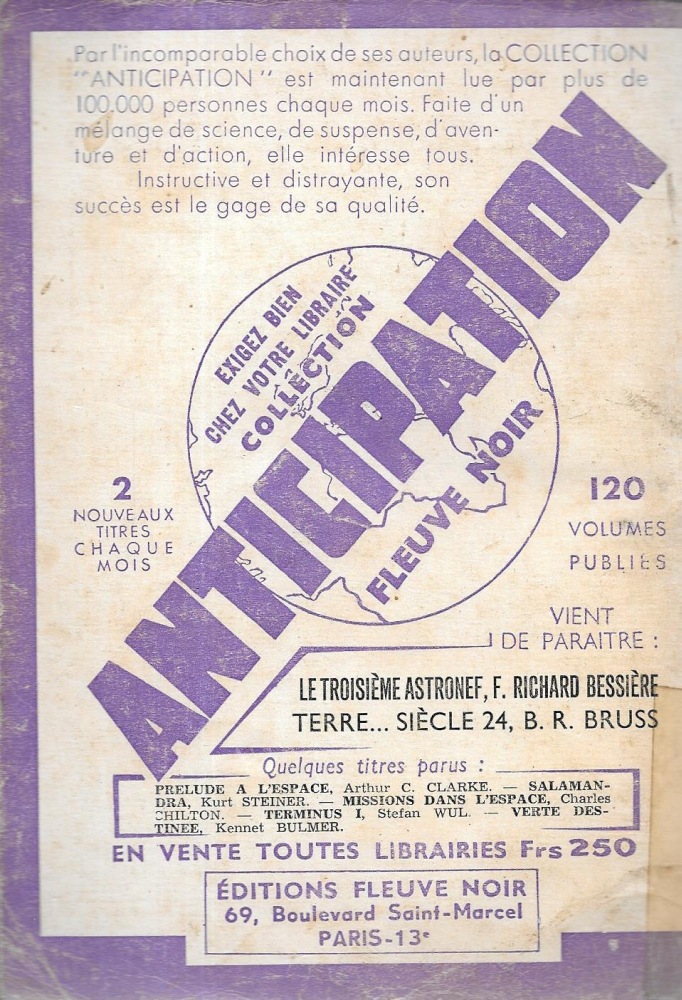 Par l'incomparable choix de ses auteurs, la COLLECTION
"ANTICIPATION" est maintenant lue par plus de
100.000 personnes chaque mois. Faite d'un
mélange de science, de suspense, d'aven-
ture et d'action, elle intéresse tous.
Instructive et distrayante, son
succès est le gage de sa qualité.
EXIGEZ BIEN
CHEZ VOTRE LIBRAIRE
COLLECTION
ANTICIPATION
FLEUVE NOIR
2
NOUVEAUX
TITRES
CHAQUE
MOIS
120
VOLUMES
PUBLIÉS
VIENT
DE PARAITRE :
LE TROISIÈME ASTRONEF, F. RICHARD BESSIÈRE
TERRE... SIÈCLE 24, B. R. BRUSS
Quelques titres parus :
PRELUDE A L'ESPACE, Arthur C. CLARKE. — SALAMAN-
DRA, Kurt STEINER. — MISSIONS DANS L'ESPACE, Charles
CHILTON. — TERMINUS I, Stefan WUL. — VERTE DES-
TINEE, Kennet BULMER.
EN VENTE TOUTES LIBRAIRIES Frs 250
ÉDITIONS FLEUVE NOIR
69, Boulevard Saint-Marcel
PARIS-13e